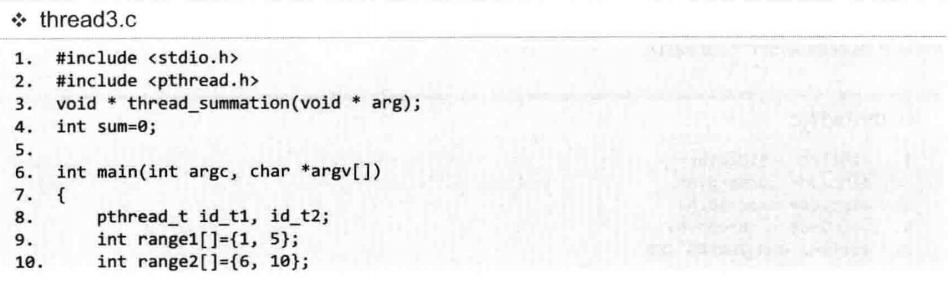 ❖ thread3.c
1. #include <stdio.h>
2. #include <pthread.h>
3. void * thread_summation(void * arg);
4. int sum=0;
5.
6. int main(int argc, char *argv[])
7. {
8. pthread_t id_t1, id_t2;
9. int range1[]={1, 5};
10. int range2[]={6, 10};